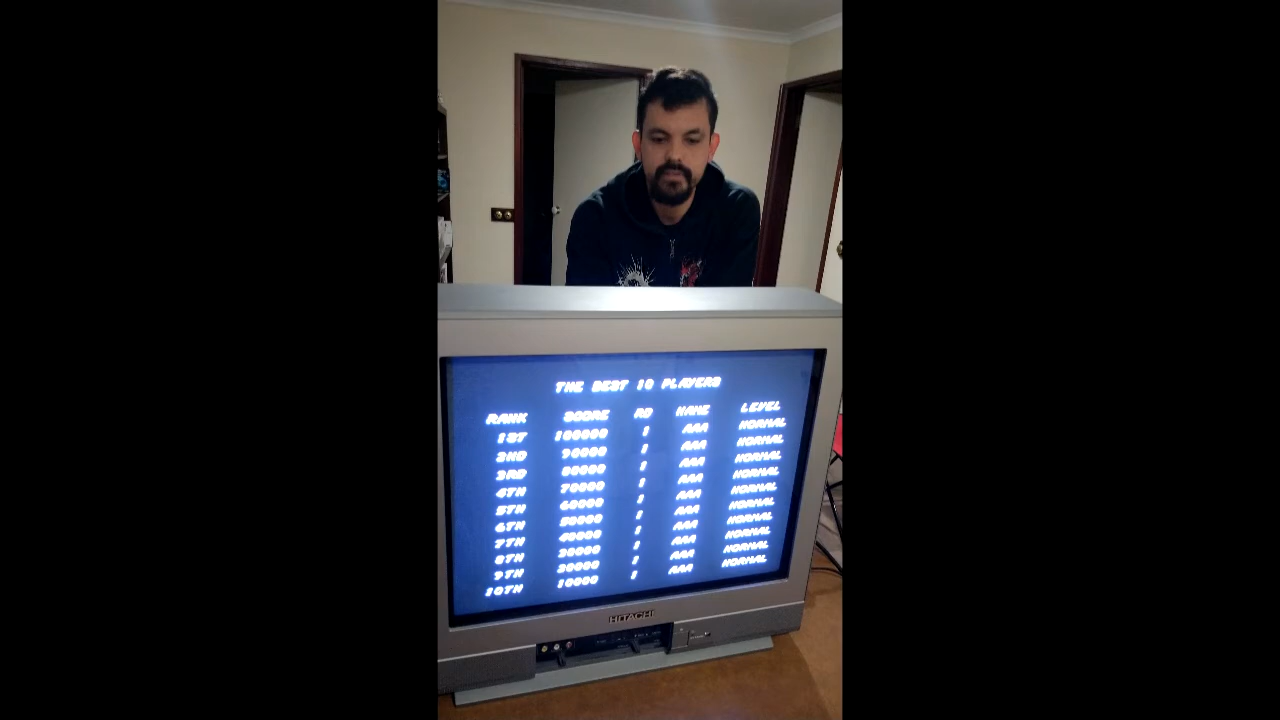 THE BEST 10 PLAYERS
RANK SCORE RD NAME LEVEL
1ST 100000 1 AAA NORMAL
2ND 90000 1 AAA NORMAL
3RD 80000 1 AAA NORMAL
4TH 70000 1 AAA NORMAL
5TH 60000 1 AAA NORMAL
6TH 50000 1 AAA NORMAL
7TH 40000 1 AAA NORMAL
8TH 30000 1 AAA NORMAL
9TH 20000 1 AAA NORMAL
10TH 10000 1 AAA NORMAL
HITACHI